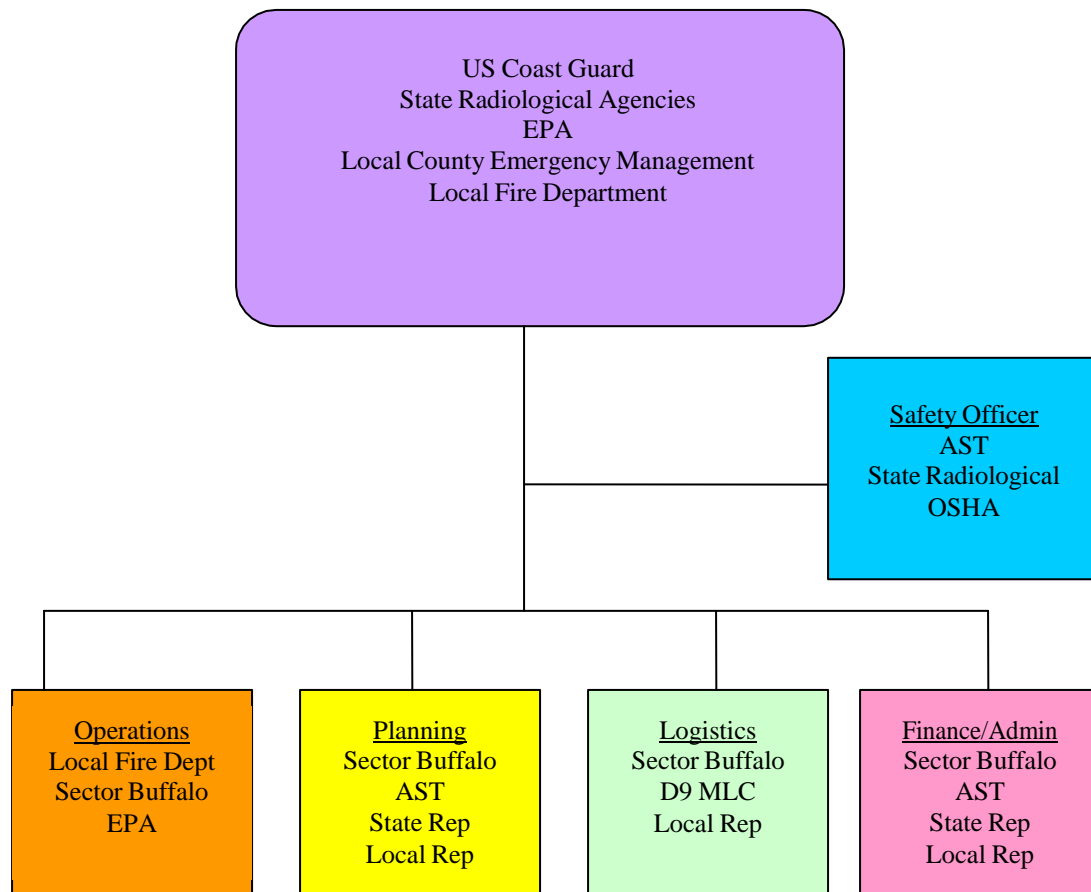 US Coast Guard
State Radiological Agencies
EPA
Local County Emergency Management
Local Fire Department
Safety Officer
AST
State Radiological
OSHA
Operations
Local Fire Dept
Sector Buffalo
EPA
Planning
Sector Buffalo
AST
State Rep
Local Rep
Logistics
Sector Buffalo
D9 MLC
Local Rep
Finance/Admin
Sector Buffalo
AST
State Rep
Local Rep